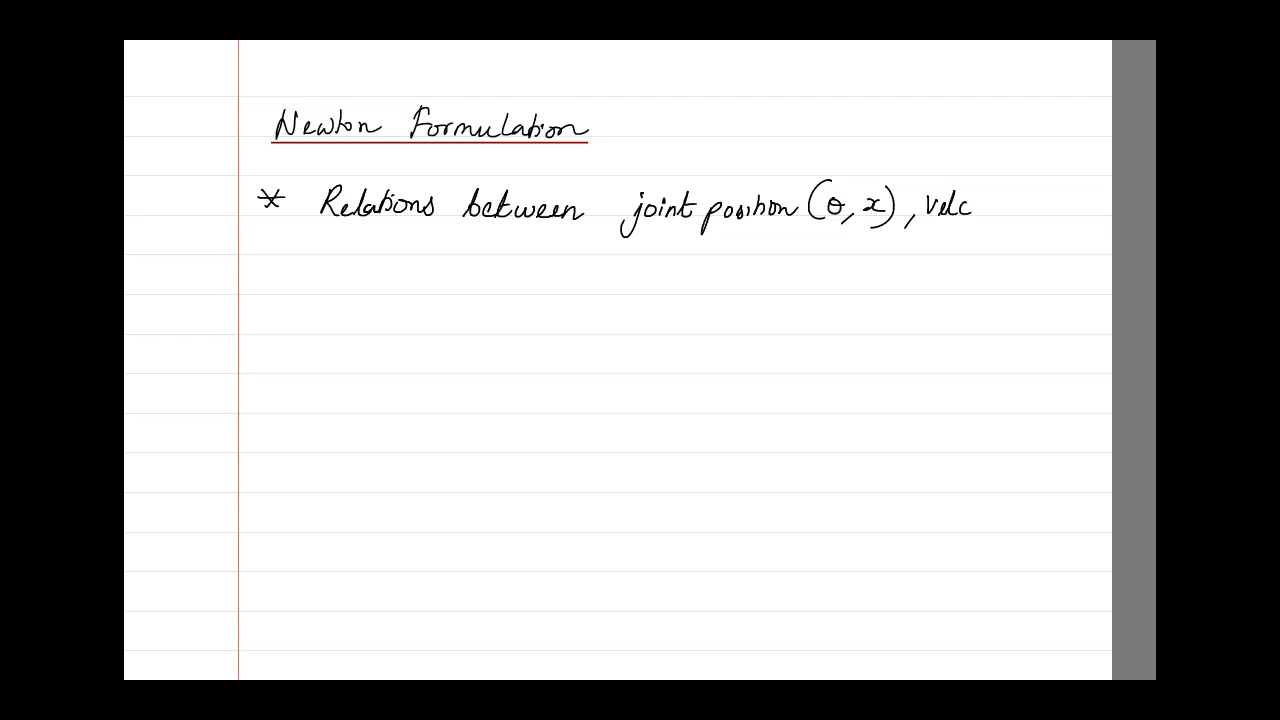 Newton Formulation
* Relations between joint position (θ, x), velc